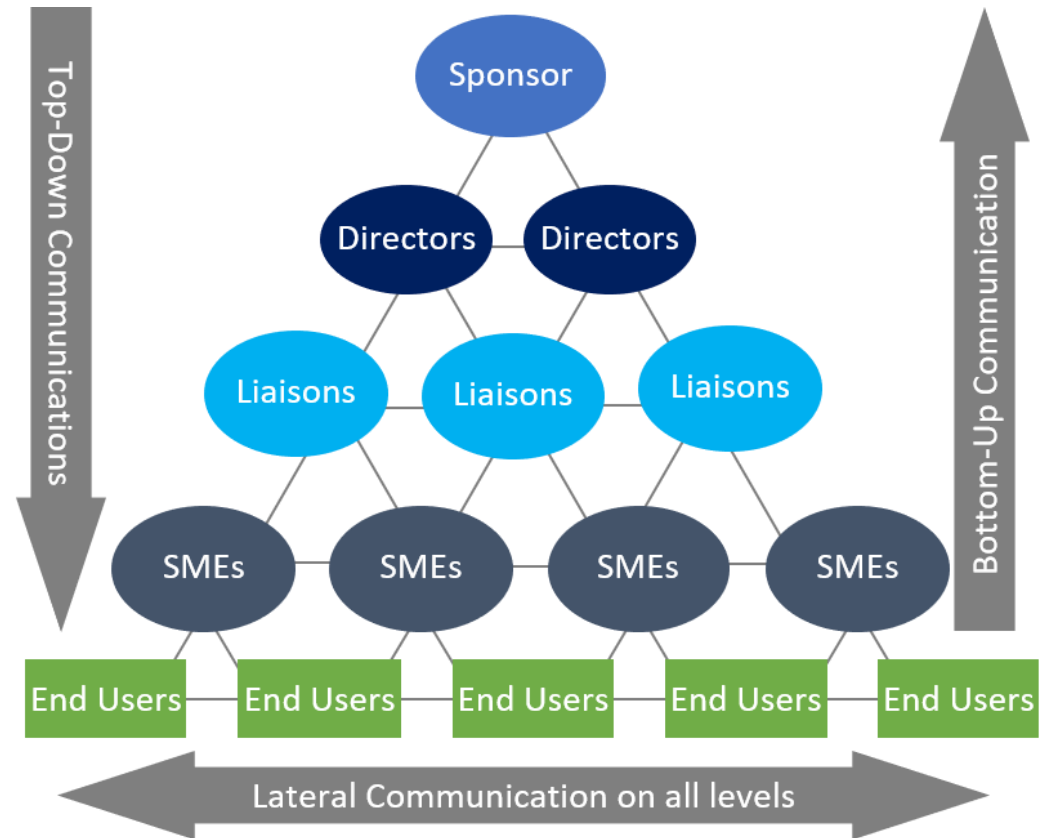 Top-Down Communications
Sponsor
Bottom-Up Communication
Directors
Directors
Liaisons
Liaisons
Liaisons
SMEs
SMEs
SMEs
SMEs
End Users
End Users
End Users
End Users
End Users
Lateral Communication on all levels